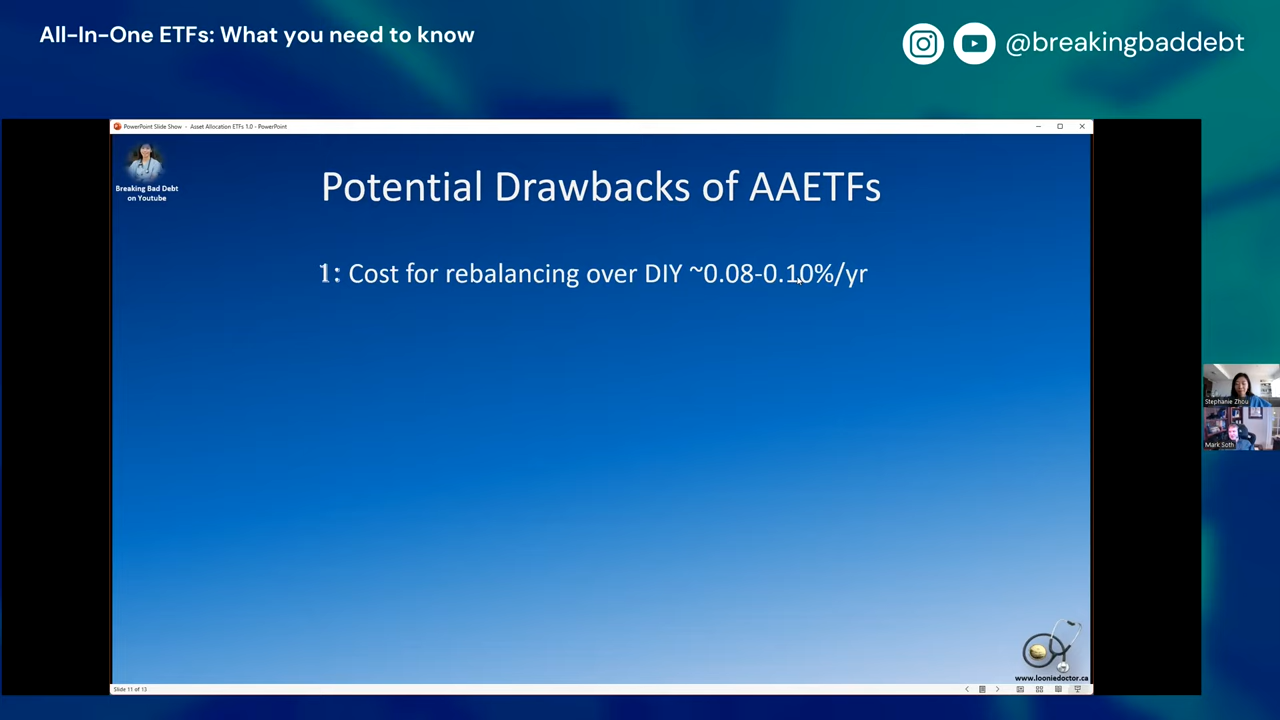 All-In-One ETFs: What you need to know
@breakingbaddebt
PowerPoint Slide Show - Asset Allocation ETFs 1.0 - PowerPoint
Breaking Bad Debt
on Youtube
Potential Drawbacks of AAETFs
1: Cost for rebalancing over DIY ~0.08-0.10%/yr
Stephanie Zhou
Mark Soth
www.looniedoctor.ca
Slide 11 of 13